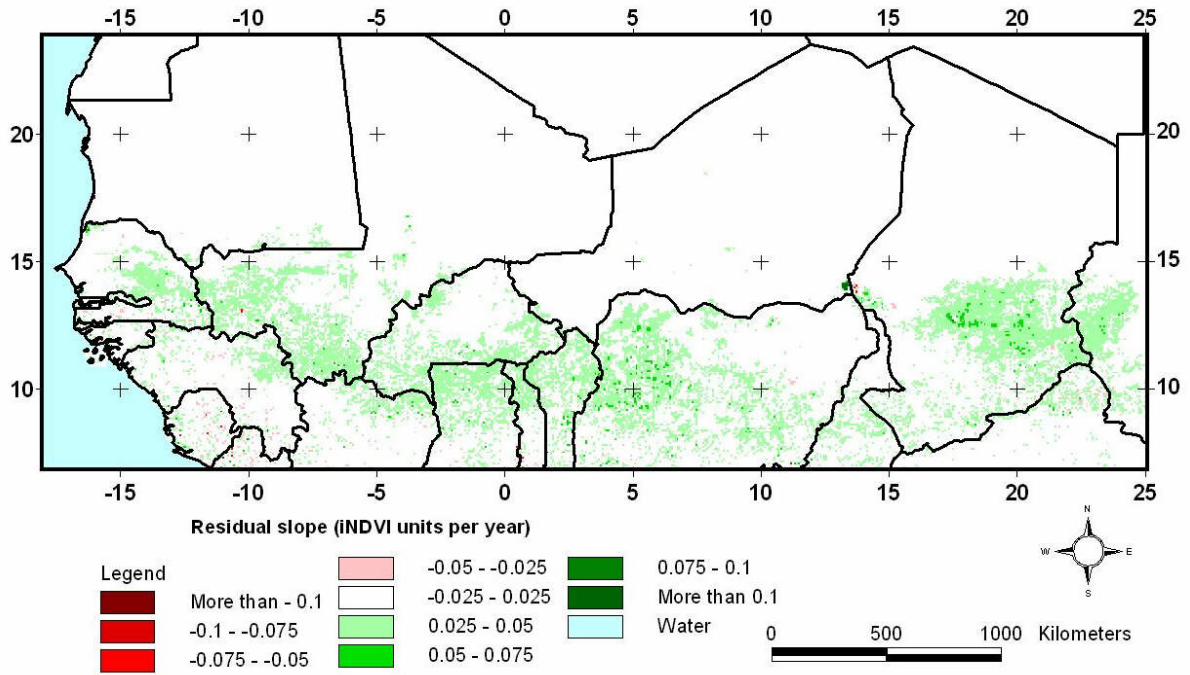 -15 -10 -5 0 5 10 15 20 25
20 20
15 15
10 10
-15 -10 -5 0 5 10 15 20 25
Residual slope (iNDVI units per year)
Legend
More than - 0.1
-0.1 - -0.075
-0.075 - -0.05
-0.05 - -0.025
-0.025 - 0.025
0.025 - 0.05
0.05 - 0.075
0.075 - 0.1
More than 0.1
Water
N
W E
S
0 500 1000 Kilometers